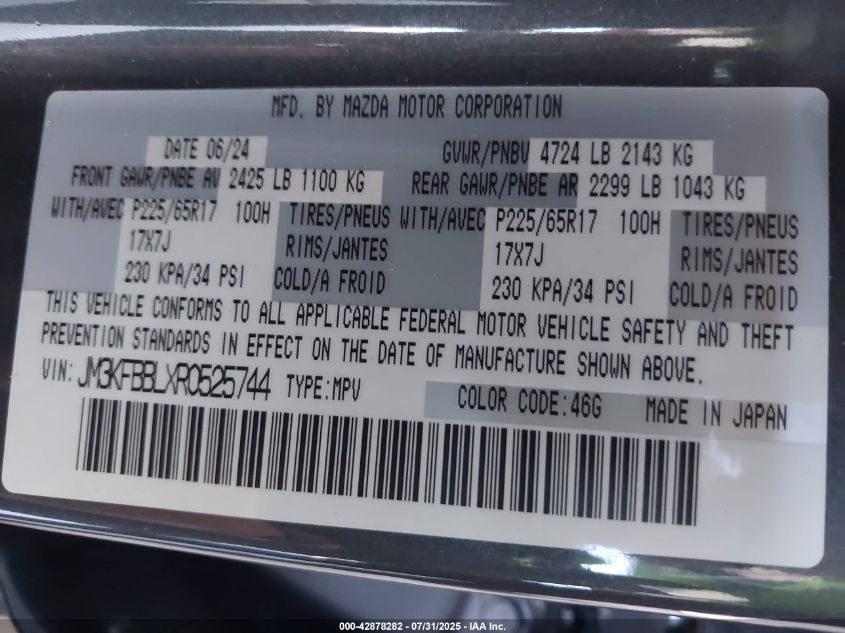 MFD. BY MAZDA MOTOR CORPORATION
DATE 06/24 GVWR/PNBV 4724 LB 2143 KG
FRONT GAWR/PNBE AV 2425 LB 1100 KG REAR GAWR/PNBE AR 2299 LB 1043 KG
WITH/AVEC P225/65R17 100H TIRES/PNEUS WITH/AVEC P225/65R17 100H TIRES/PNEUS
17X7J RIMS/JANTES 17X7J RIMS/JANTES
230 KPA/34 PSI COLD/A FROID 230 KPA/34 PSI COLD/A FROID
THIS VEHICLE CONFORMS TO ALL APPLICABLE FEDERAL MOTOR VEHICLE SAFETY AND THEFT
PREVENTION STANDARDS IN EFFECT ON THE DATE OF MANUFACTURE SHOWN ABOVE.
VIN: JM3KFBBLXR0525744 TYPE:MPV COLOR CODE:46G MADE IN JAPAN
000-42878282 - 07/31/2025 - IAA Inc.